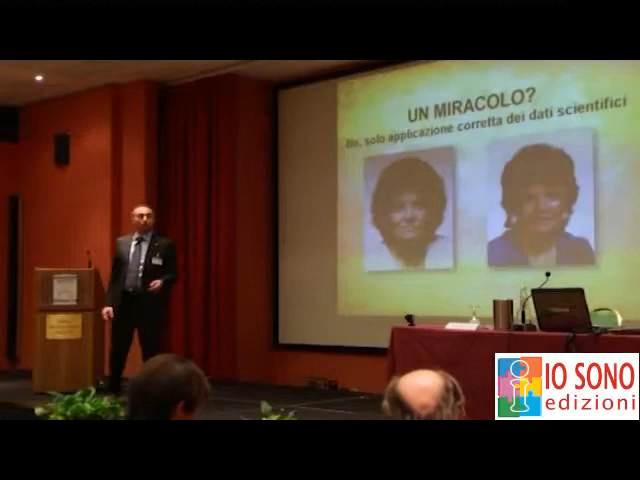 UN MIRACOLO?
No, solo applicazione corretta dei dati scientifici
IO SONO
edizioni